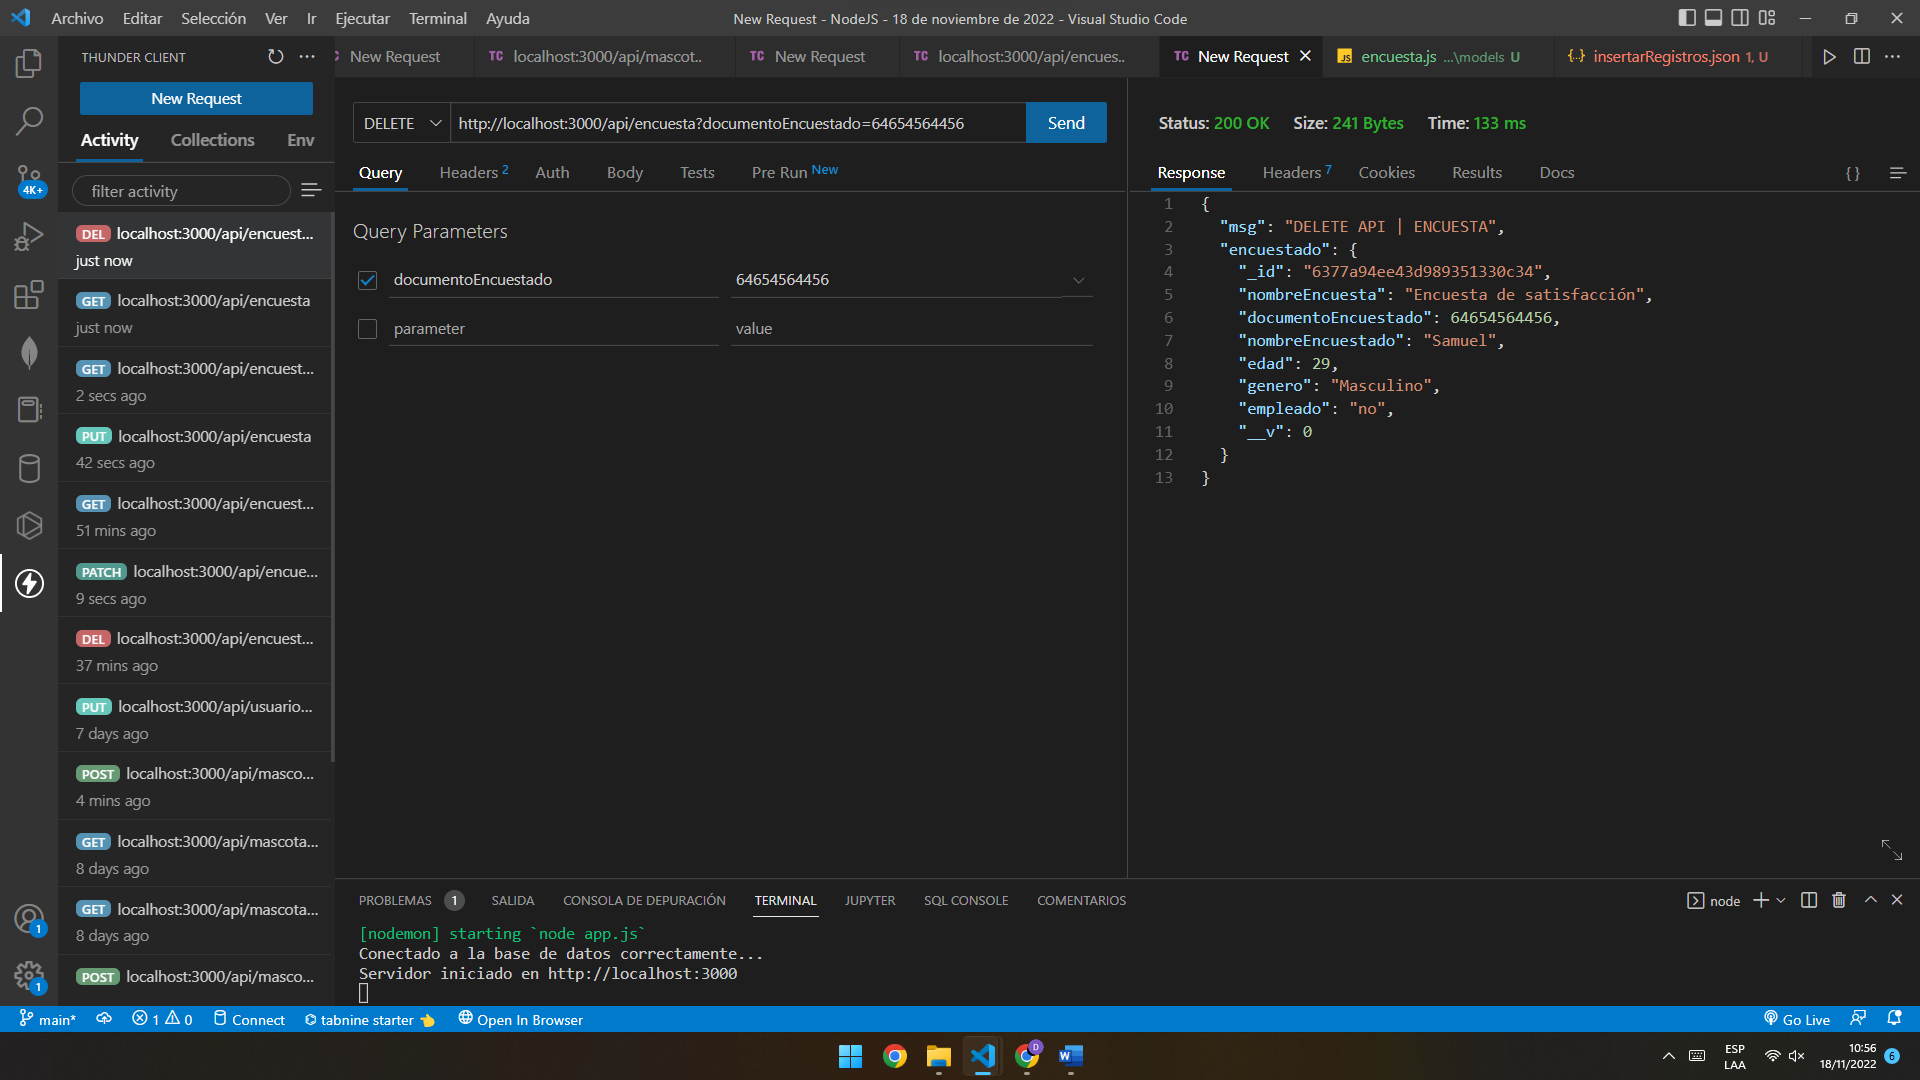 Archivo Editar Selección Ver Ir Ejecutar Terminal Ayuda
New Request - NodeJS - 18 de noviembre de 2022 - Visual Studio Code
THUNDER CLIENT
New Request
Activity Collections Env
filter activity
4K+
DEL localhost:3000/api/encuest...
just now
GET localhost:3000/api/encuesta
just now
GET localhost:3000/api/encuest...
2 secs ago
PUT localhost:3000/api/encuesta
42 secs ago
GET localhost:3000/api/encuest...
51 mins ago
PATCH localhost:3000/api/encue...
9 secs ago
DEL localhost:3000/api/encuest...
37 mins ago
PUT localhost:3000/api/usuario...
7 days ago
POST localhost:3000/api/masco...
4 mins ago
GET localhost:3000/api/mascota...
8 days ago
GET localhost:3000/api/mascota...
8 days ago
POST localhost:3000/api/masco...
1
1
New Request
TC localhost:3000/api/mascot..
TC New Request
TC localhost:3000/api/encues..
TC New Request
JS encuesta.js ...\models U
insertarRegistros.json 1, U
DELETE http://localhost:3000/api/encuesta?documentoEncuestado=64654564456 Send
Query Headers 2 Auth Body Tests Pre Run New
Query Parameters
documentoEncuestado 64654564456
parameter value
Status: 200 OK Size: 241 Bytes Time: 133 ms
Response Headers 7 Cookies Results Docs { }
1 {
2 "msg": "DELETE API | ENCUESTA",
3 "encuestado": {
4 "_id": "6377a94ee43d989351330c34",
5 "nombreEncuesta": "Encuesta de satisfacción",
6 "documentoEncuestado": 64654564456,
7 "nombreEncuestado": "Samuel",
8 "edad": 29,
9 "genero": "Masculino",
10 "empleado": "no",
11 "__v": 0
12 }
13 }
PROBLEMAS 1 SALIDA CONSOLA DE DEPURACIÓN TERMINAL JUPYTER SQL CONSOLE COMENTARIOS
node
[nodemon] starting `node app.js`
Conectado a la base de datos correctamente...
Servidor iniciado en http://localhost:3000
main* 1 0 Connect tabnine starter Open In Browser
Go Live
D
W
ESP
LAA
10:56
18/11/2022
6